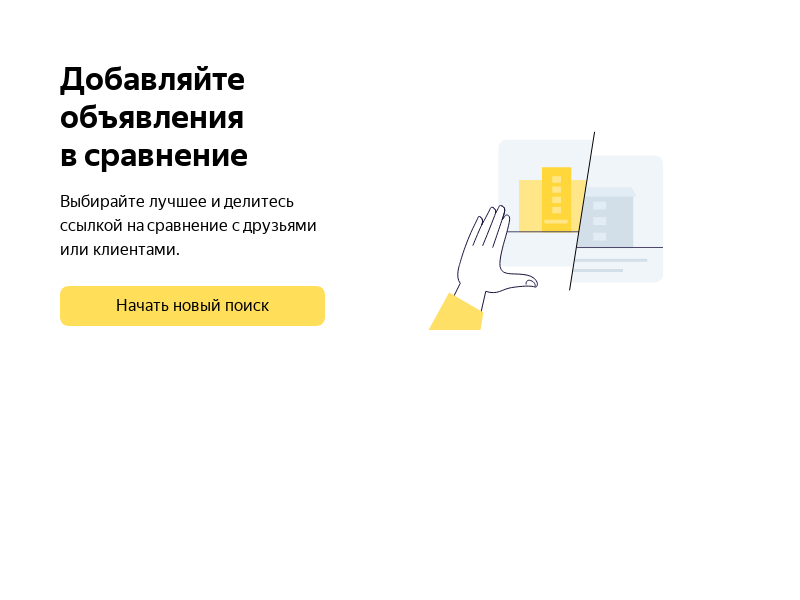 Добавляйте
объявления
в сравнение
Выбирайте лучшее и делитесь
ссылкой на сравнение с друзьями
или клиентами.
Начать новый поиск